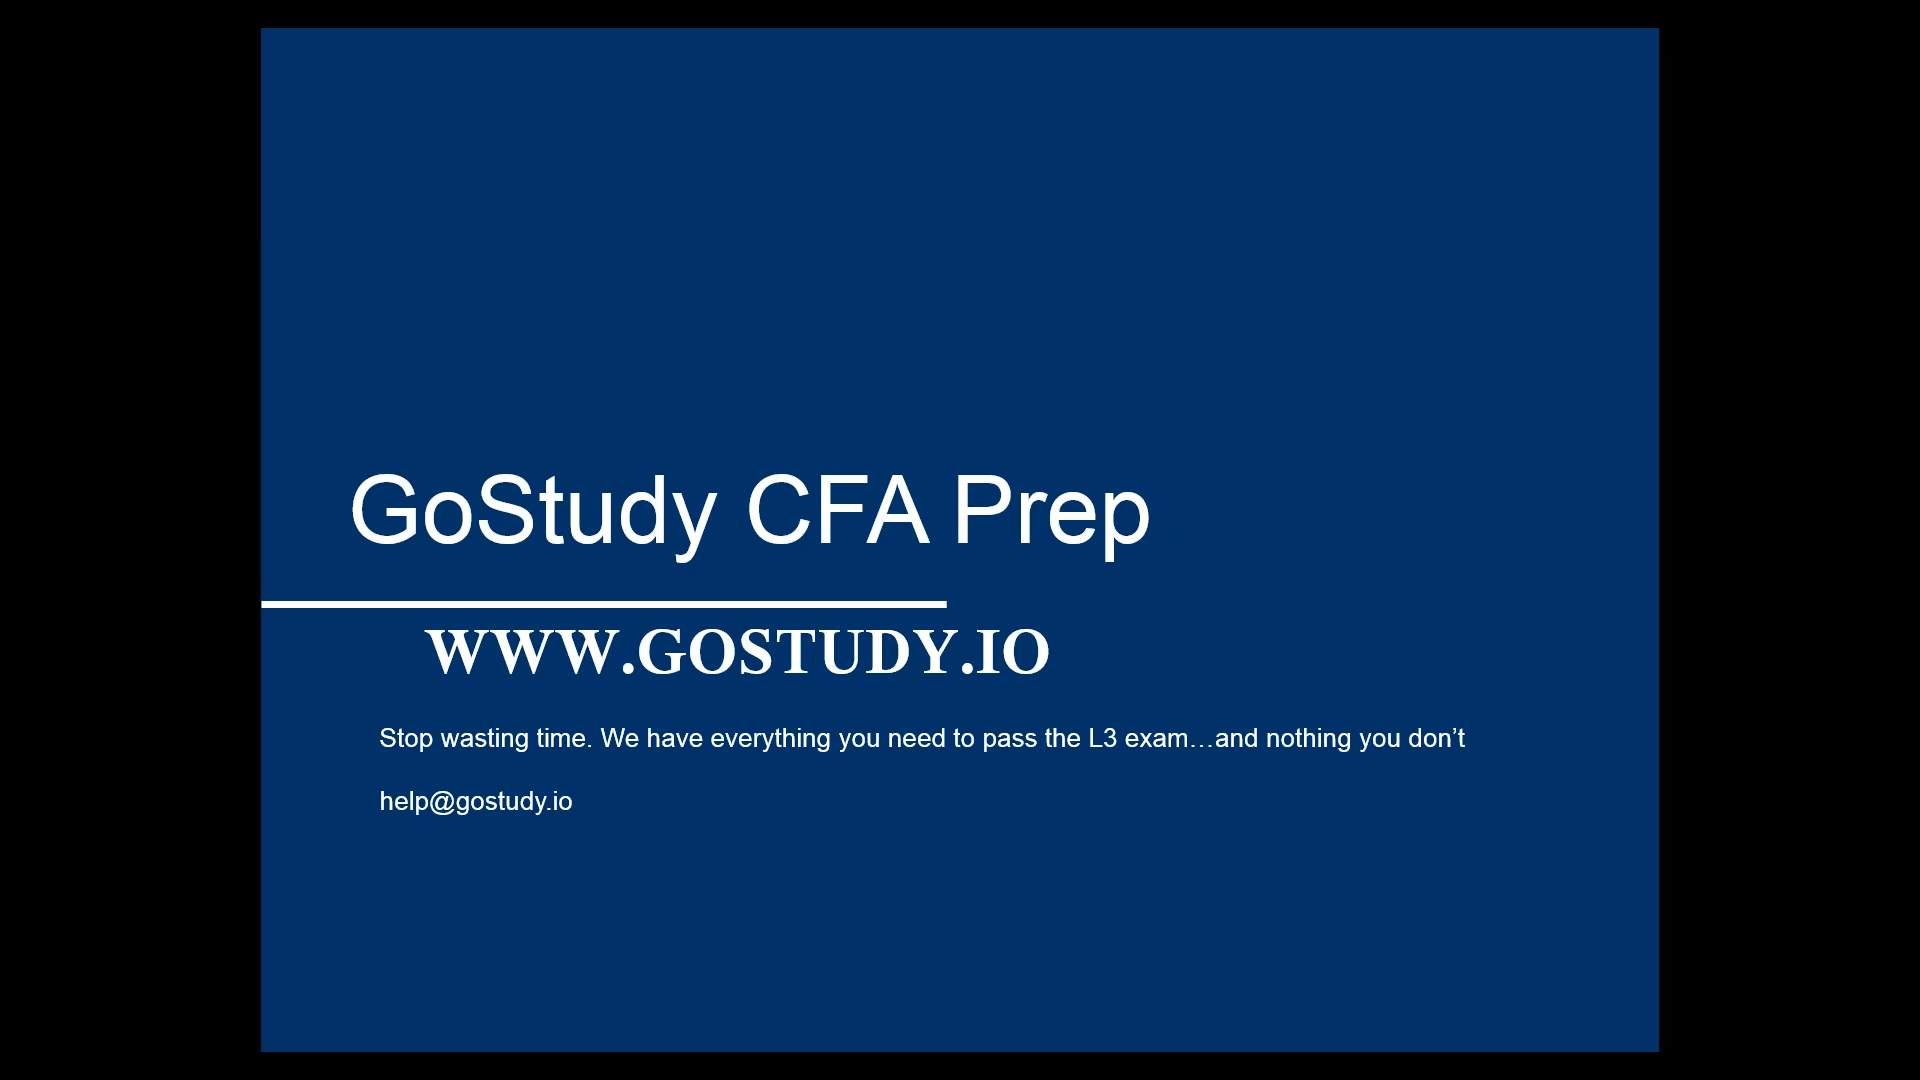 GoStudy CFA Prep
WWW.GOSTUDY.IO
Stop wasting time. We have everything you need to pass the L3 exam…and nothing you don’t
help@gostudy.io